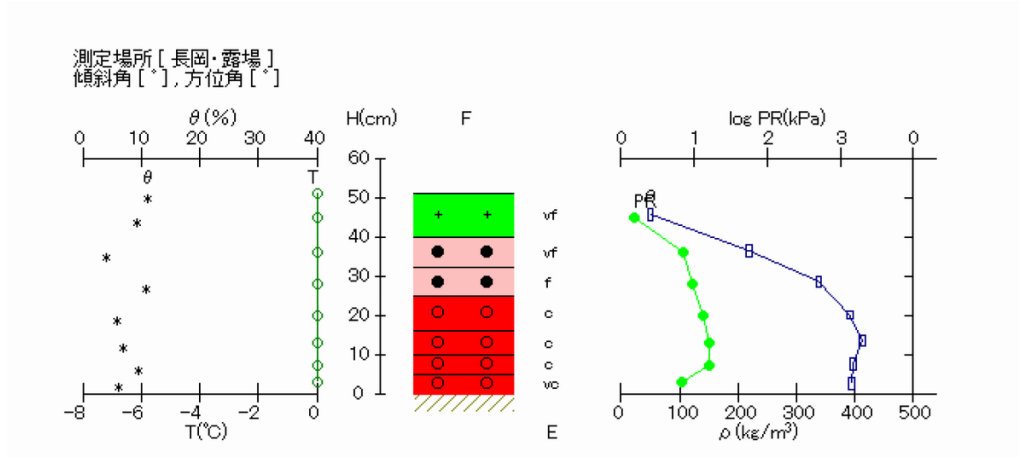 測定場所[ 長岡・露場 ]
傾斜角[ ゜], 方位角[ ゜]
θ(%) H(cm) F log PR(kPa)
0 10 20 30 40 0 1 2 3 0
60
θ T
50 PR
vf
40
vf
30
f
20
c
c
10
c
vc
0
-8 -6 -4 -2 0 0 100 200 300 400 500
T(℃) E ρ(kg/m³)